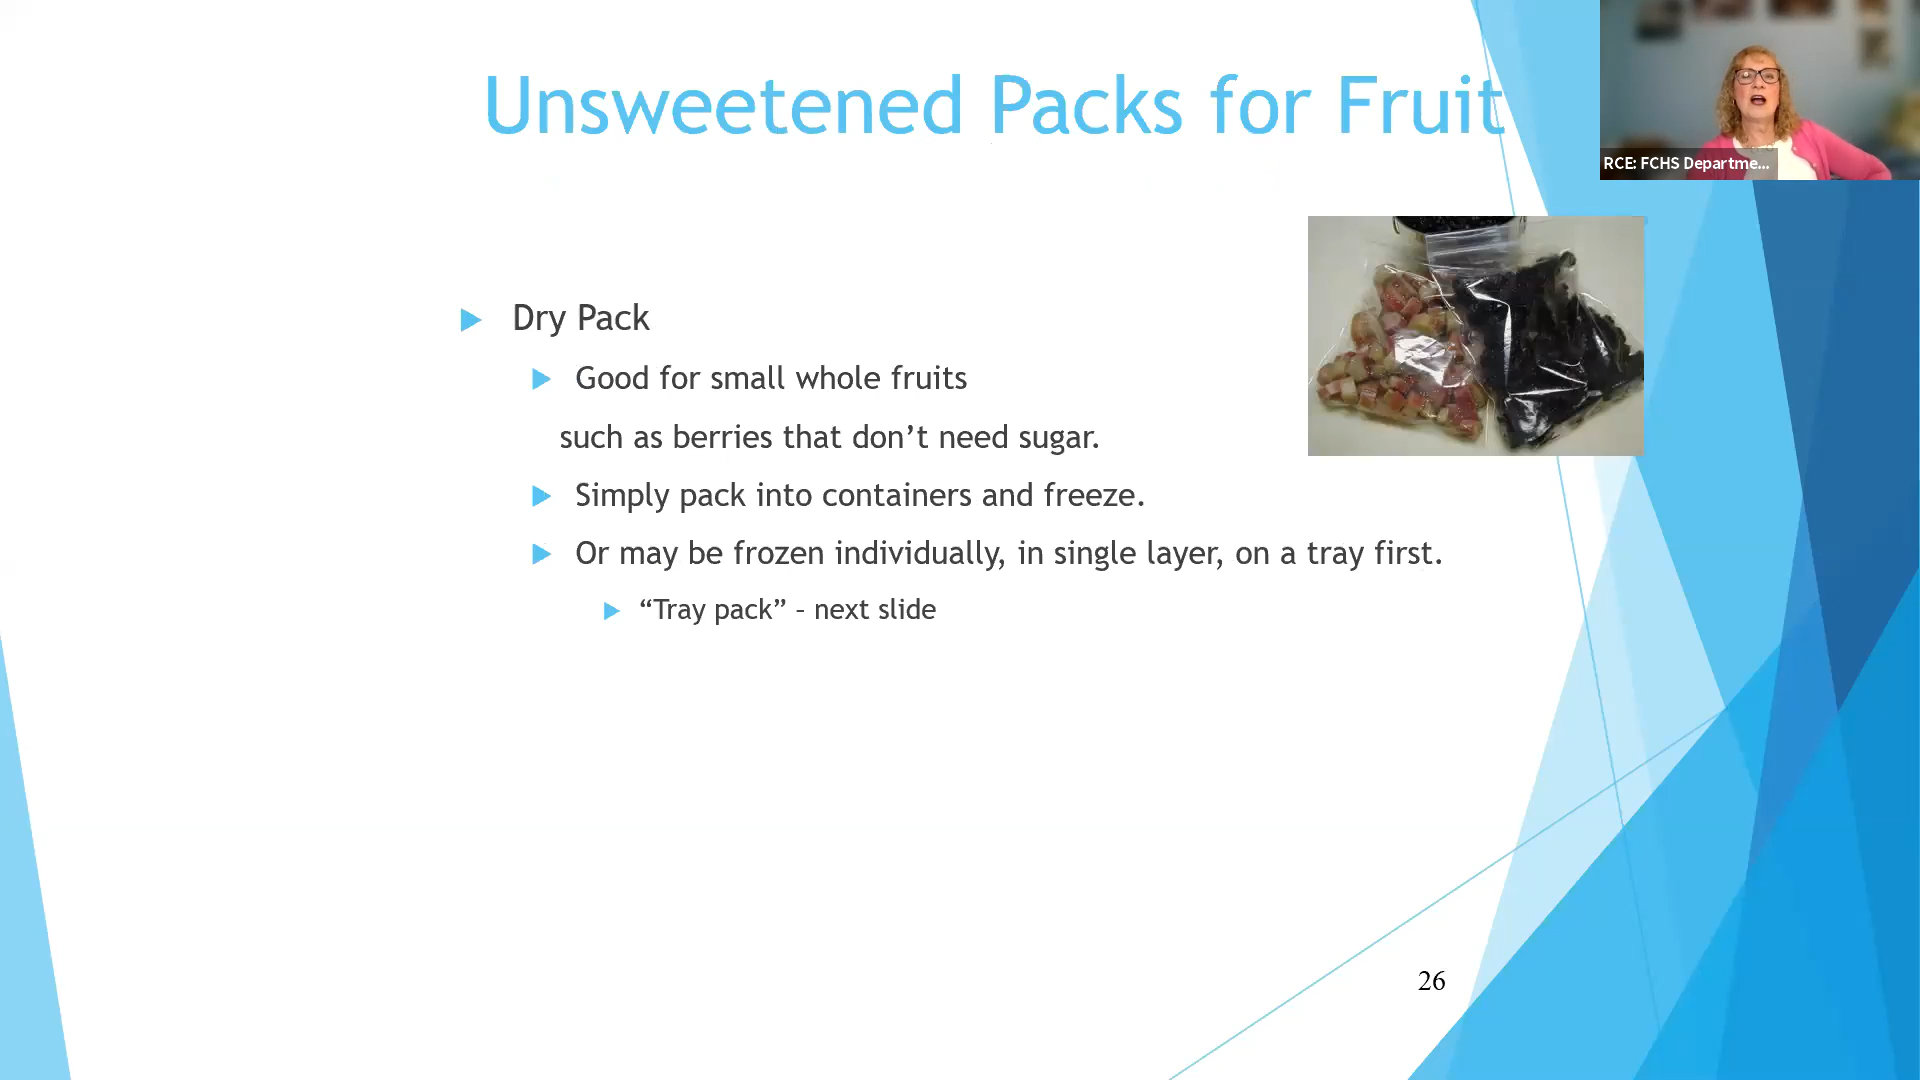 Unsweetened Packs for Fruit
RCE: FCHS Departme...
Dry Pack
Good for small whole fruits
such as berries that don’t need sugar.
Simply pack into containers and freeze.
Or may be frozen individually, in single layer, on a tray first.
“Tray pack” – next slide
26